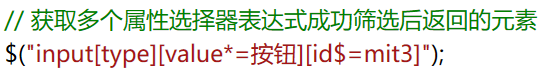 // 获取多个属性选择器表达式成功筛选后返回的元素
$("input[type][value*=按钮][id$=mit3]");